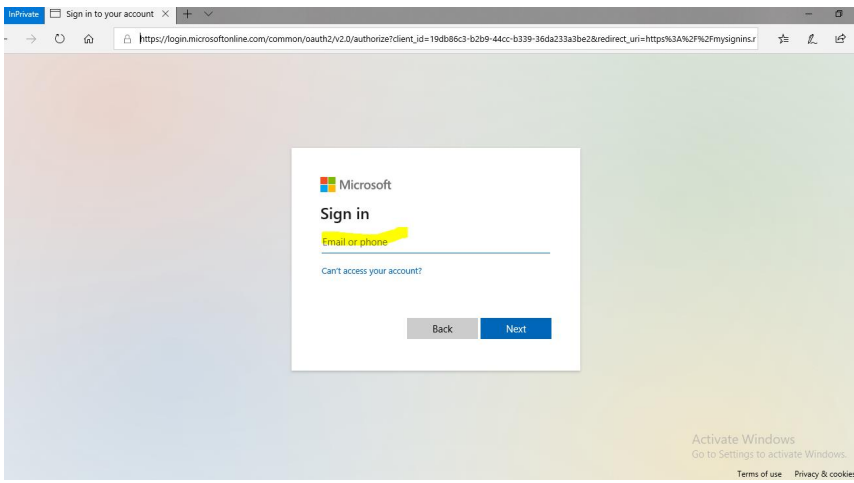 InPrivate Sign in to your account
https://login.microsoftonline.com/common/oauth2/v2.0/authorize?client_id=19db86c3-b2b9-44cc-b339-36da233a3be2&redirect_uri=https%3A%2F%2Fmysignins.r
Microsoft
Sign in
Email or phone
Can't access your account?
Back Next
Activate Windows
Go to Settings to activate Windows.
Terms of use Privacy & cookies